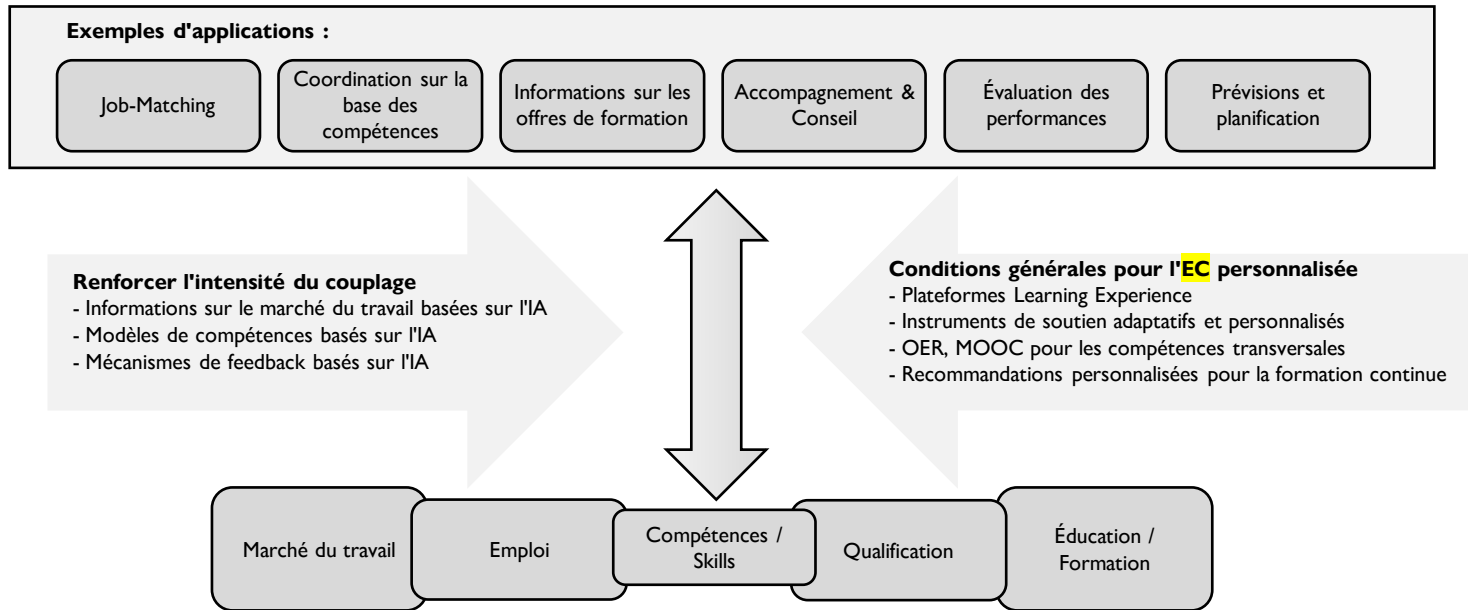 Exemples d'applications :
Job-Matching
Coordination sur la
base des
compétences
Informations sur les
offres de formation
Accompagnement &
Conseil
Évaluation des
performances
Prévisions et
planification
Renforcer l'intensité du couplage
- Informations sur le marché du travail basées sur l'IA
- Modèles de compétences basés sur l'IA
- Mécanismes de feedback basés sur l'IA
Conditions générales pour l'EC personnalisée
- Plateformes Learning Experience
- Instruments de soutien adaptatifs et personnalisés
- OER, MOOC pour les compétences transversales
- Recommandations personnalisées pour la formation continue
Marché du travail
Emploi
Compétences /
Skills
Qualification
Éducation /
Formation